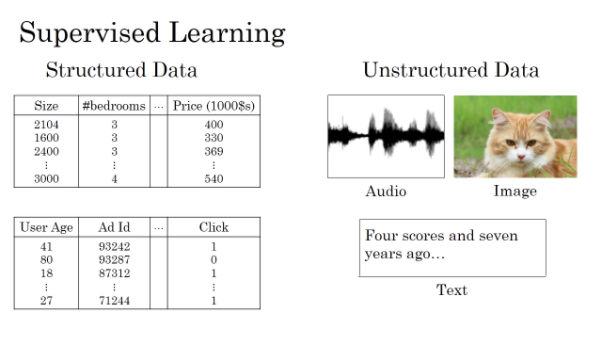 Supervised Learning
Structured Data
Size #bedrooms ... Price (1000$s)
2104 3 400
1600 3 330
2400 3 369
⋮ ⋮ ⋮
3000 4 540
User Age Ad Id ... Click
41 93242 1
80 93287 0
18 87312 1
⋮ ⋮ ⋮
27 71244 1
Unstructured Data
Audio
Image
Four scores and seven
years ago...
Text